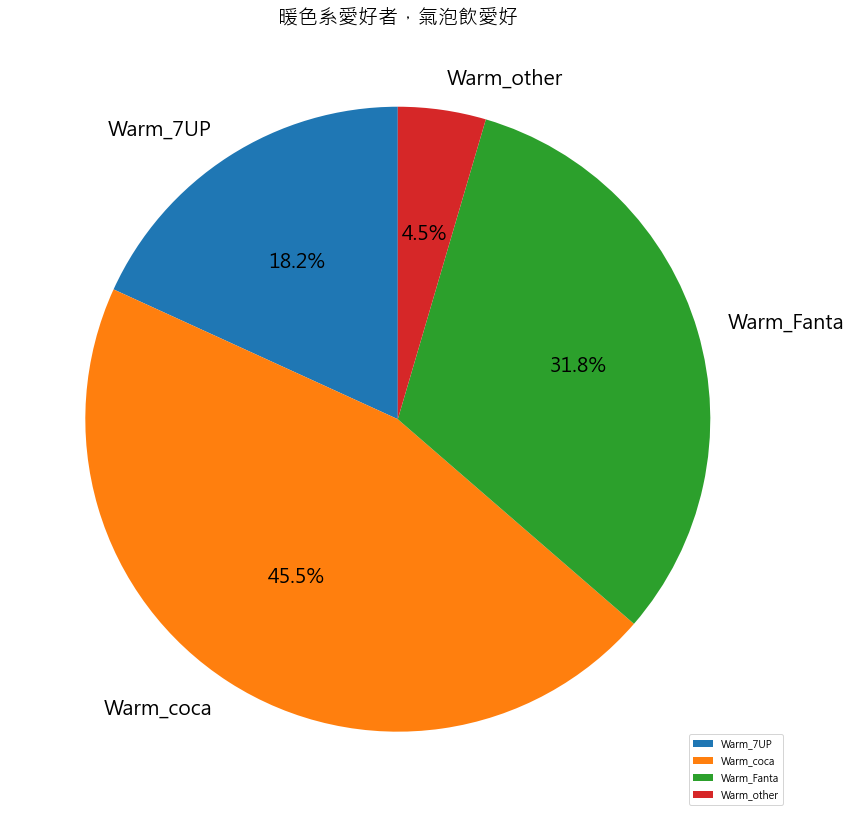 暖色系愛好者，氣泡飲愛好
Warm_other
Warm_7UP
4.5%
18.2%
Warm_Fanta
31.8%
45.5%
Warm_coca
Warm_7UP
Warm_coca
Warm_Fanta
Warm_other